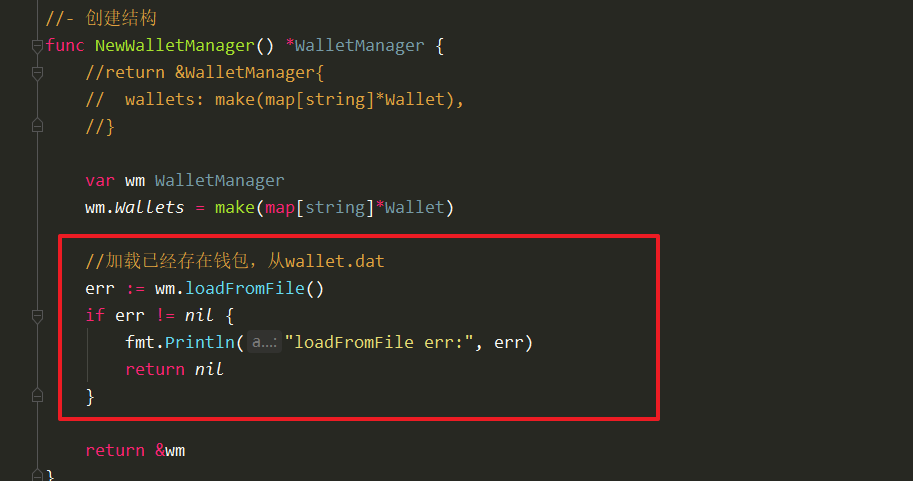 //- 创建结构
func NewWalletManager() *WalletManager {
    //return &WalletManager{
    //  wallets: make(map[string]*Wallet),
    //}
    var wm WalletManager
    wm.Wallets = make(map[string]*Wallet)
    //加载已经存在钱包，从wallet.dat
    err := wm.loadFromFile()
    if err != nil {
        fmt.Println( a...: "loadFromFile err:", err)
        return nil
    }
    return &wm
}